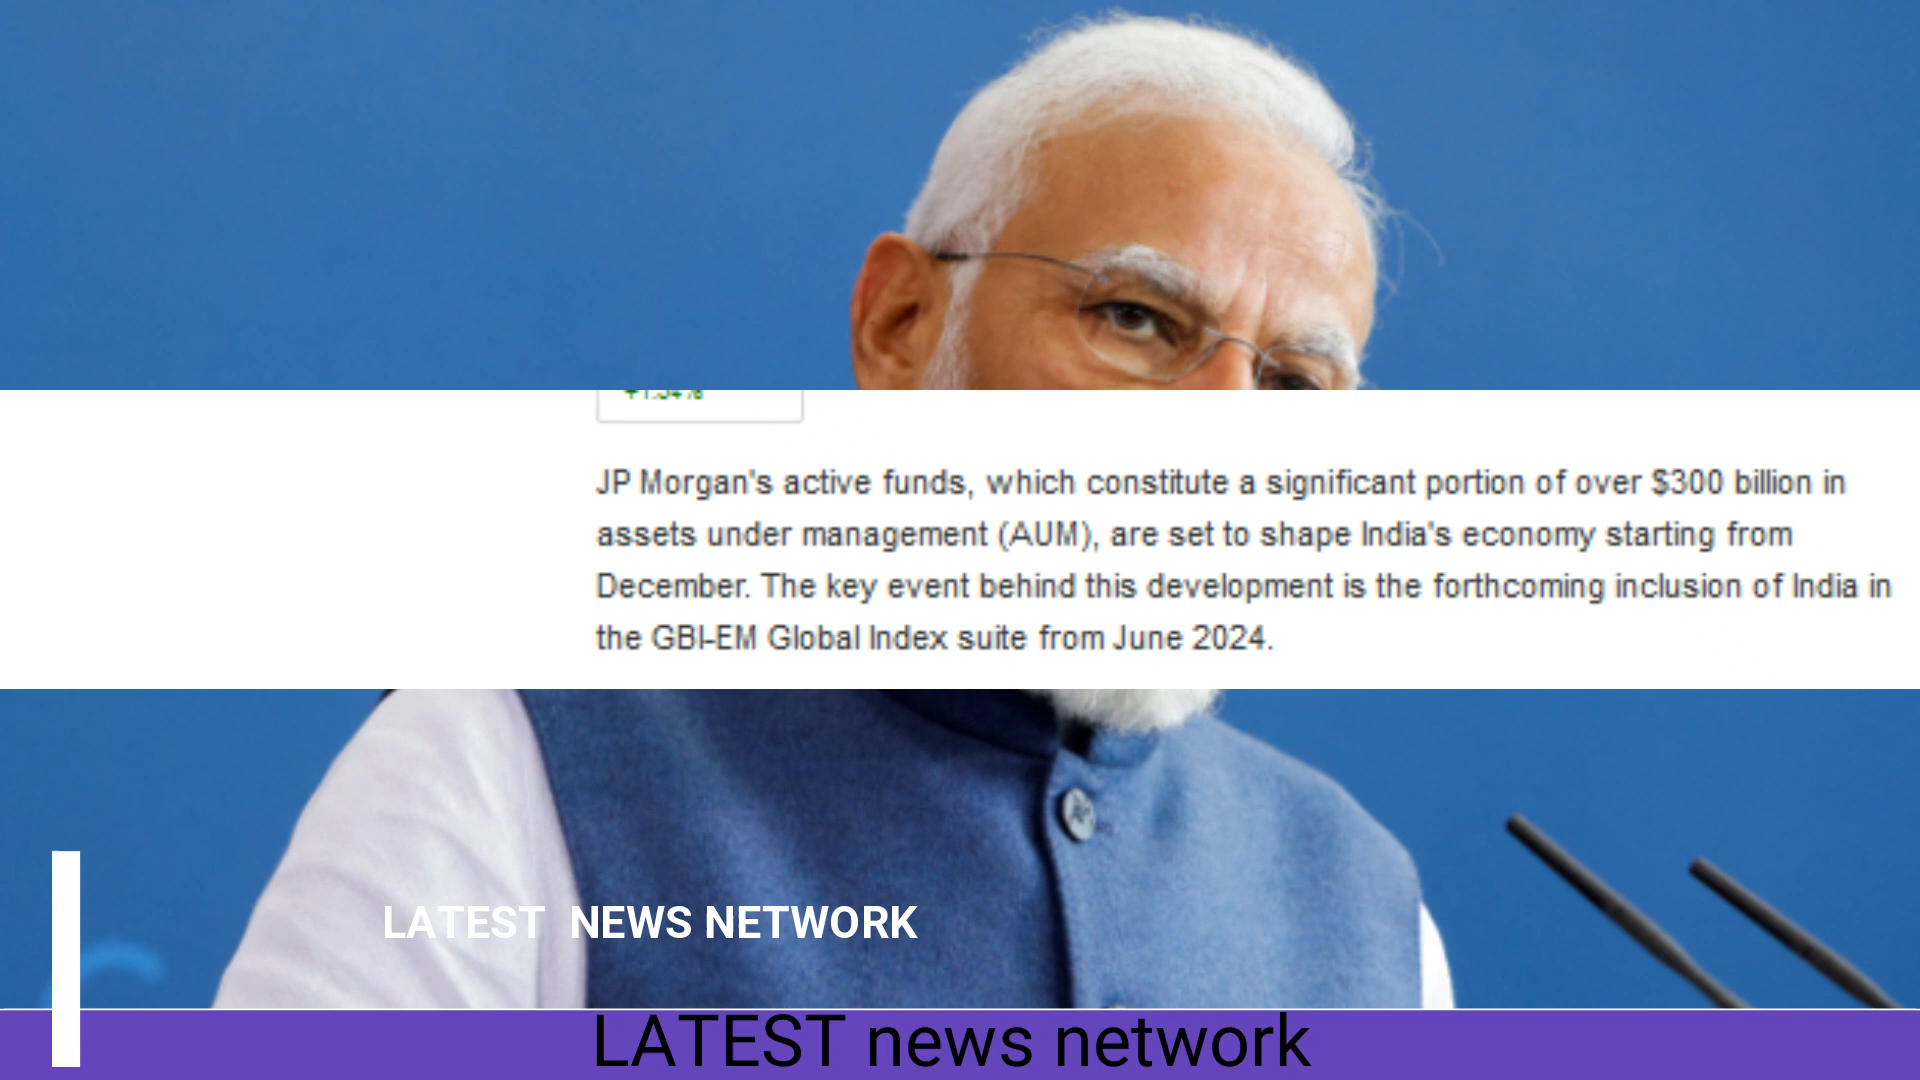 JP Morgan's active funds, which constitute a significant portion of over $300 billion in
assets under management (AUM), are set to shape India's economy starting from
December. The key event behind this development is the forthcoming inclusion of India in
the GBI-EM Global Index suite from June 2024.
LATEST NEWS NETWORK
LATEST news network